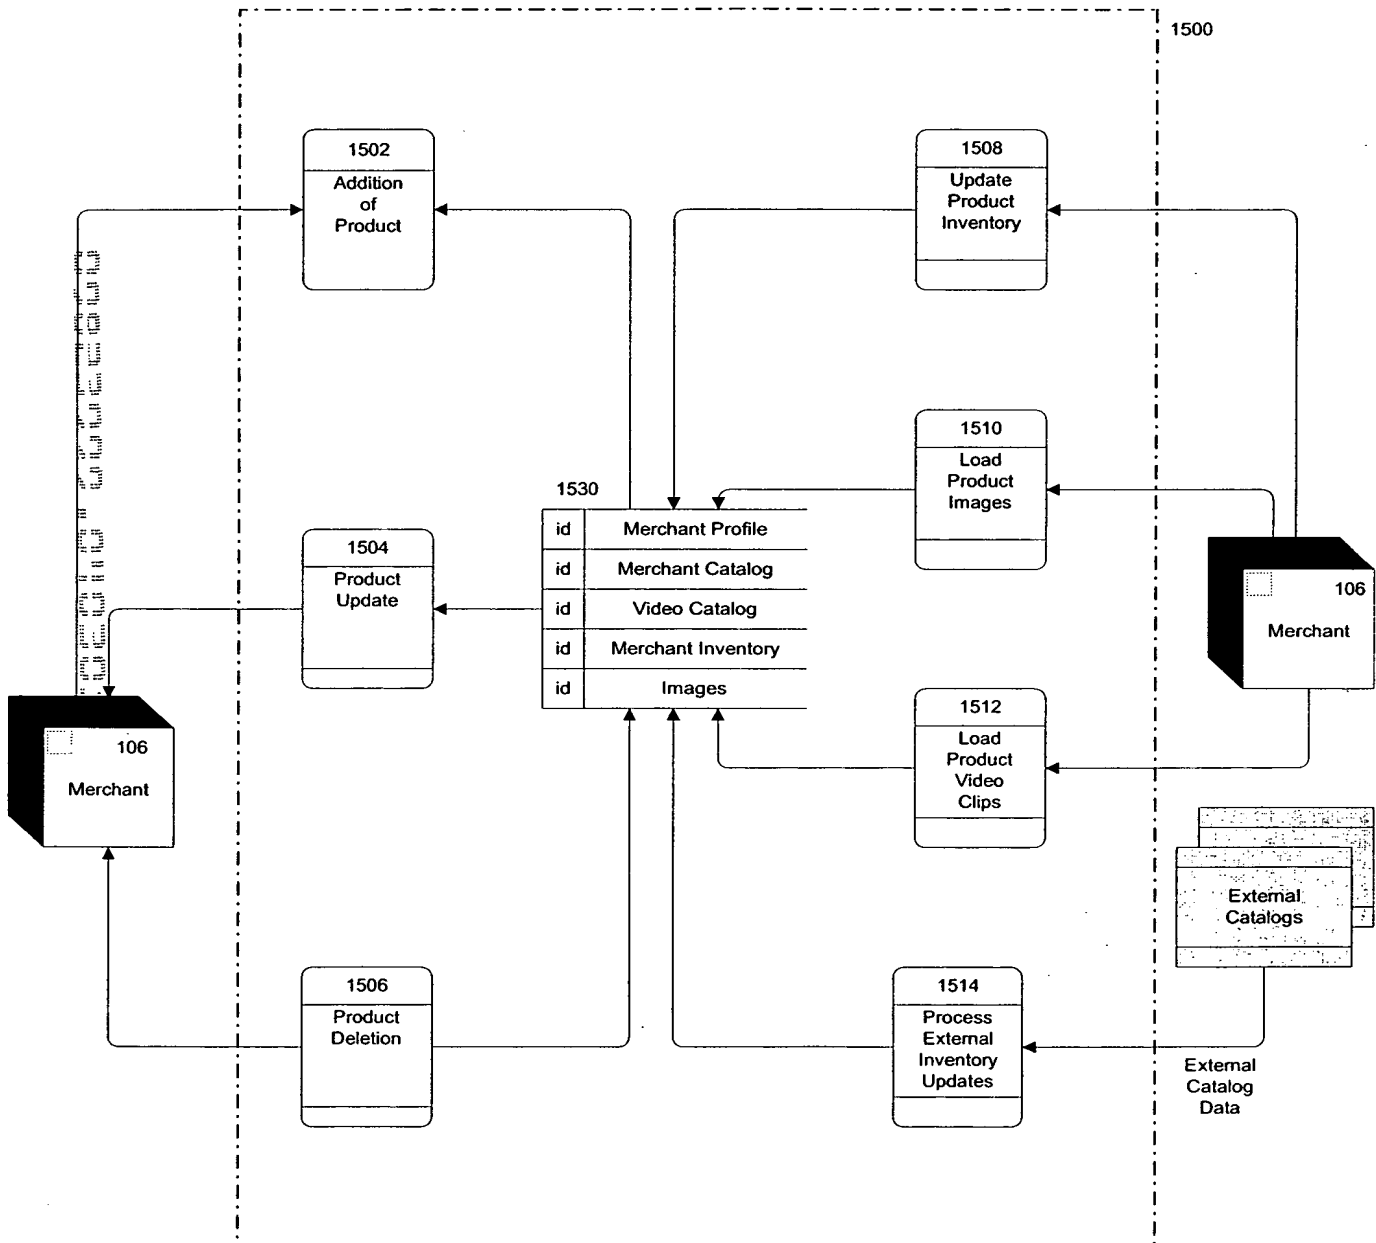 1500
1502
Addition
of
Product
1508
Update
Product
Inventory
1510
Load
Product
Images
1530
id Merchant Profile
id Merchant Catalog
id Video Catalog
id Merchant Inventory
id Images
1504
Product
Update
106
Merchant
106
Merchant
1512
Load
Product
Video
Clips
External
Catalogs
1506
Product
Deletion
1514
Process
External
Inventory
Updates
External
Catalog
Data